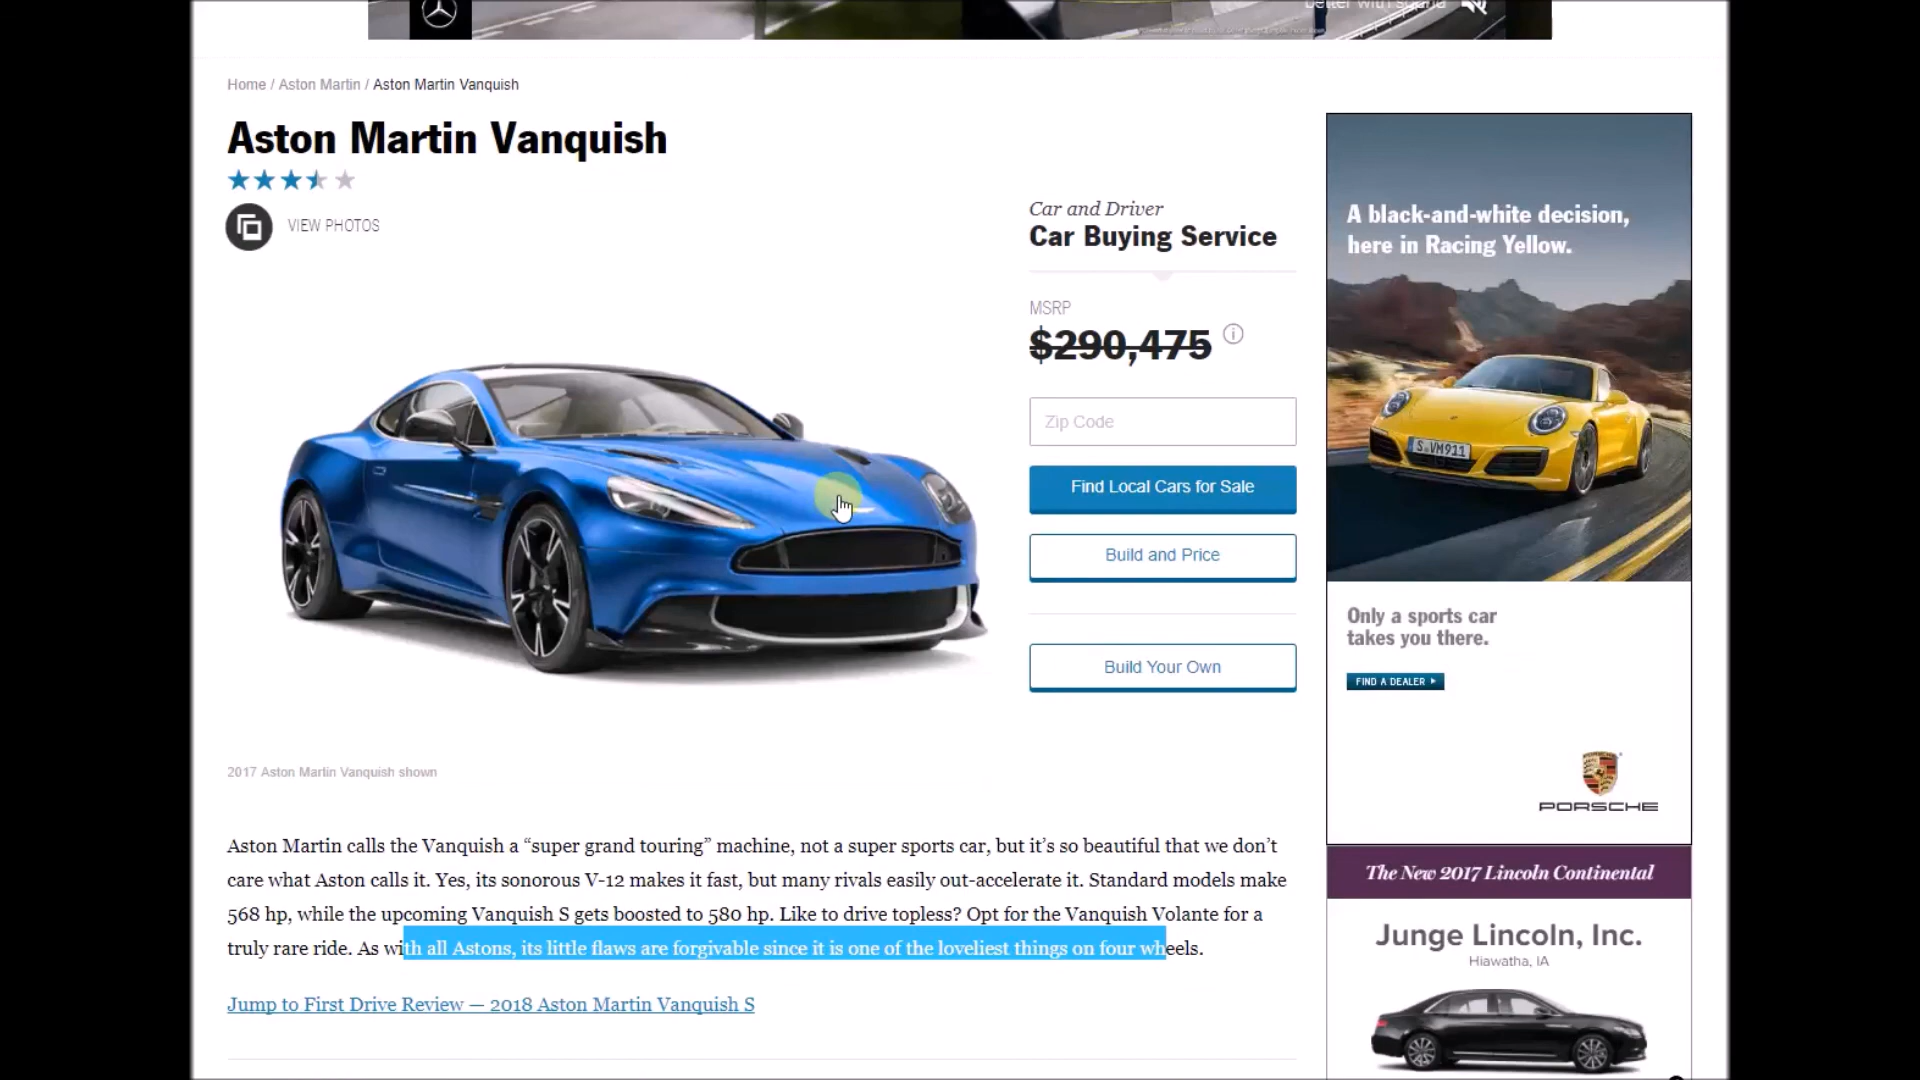 better with sound
Home / Aston Martin / Aston Martin Vanquish
Aston Martin Vanquish
VIEW PHOTOS
Car and Driver
Car Buying Service
MSRP
$290,475
Zip Code
Find Local Cars for Sale
Build and Price
Build Your Own
2017 Aston Martin Vanquish shown
Aston Martin calls the Vanquish a “super grand touring” machine, not a super sports car, but it’s so beautiful that we don’t
care what Aston calls it. Yes, its sonorous V-12 makes it fast, but many rivals easily out-accelerate it. Standard models make
568 hp, while the upcoming Vanquish S gets boosted to 580 hp. Like to drive topless? Opt for the Vanquish Volante for a
truly rare ride. As with all Astons, its little flaws are forgivable since it is one of the loveliest things on four wheels.
Jump to First Drive Review — 2018 Aston Martin Vanquish S
A black-and-white decision,
here in Racing Yellow.
S VM911
Only a sports car
takes you there.
FIND A DEALER
PORSCHE
The New 2017 Lincoln Continental
Junge Lincoln, Inc.
Hiawatha, IA